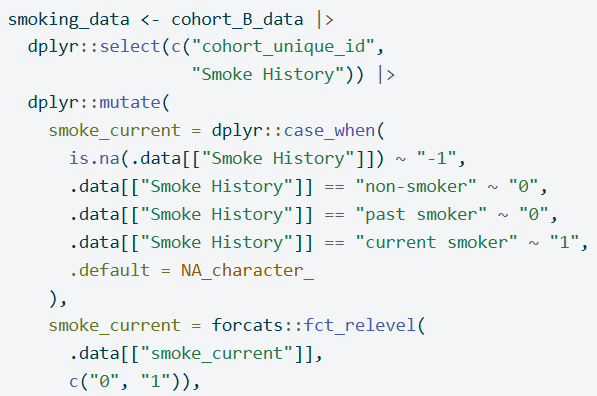 smoking_data <- cohort_B_data |>
  dplyr::select(c("cohort_unique_id",
                  "Smoke History")) |>
  dplyr::mutate(
    smoke_current = dplyr::case_when(
      is.na(.data[["Smoke History"]]) ~ "-1",
      .data[["Smoke History"]] == "non-smoker" ~ "0",
      .data[["Smoke History"]] == "past smoker" ~ "0",
      .data[["Smoke History"]] == "current smoker" ~ "1",
      .default = NA_character_
    ),
    smoke_current = forcats::fct_relevel(
      .data[["smoke_current"]],
      c("0", "1")),